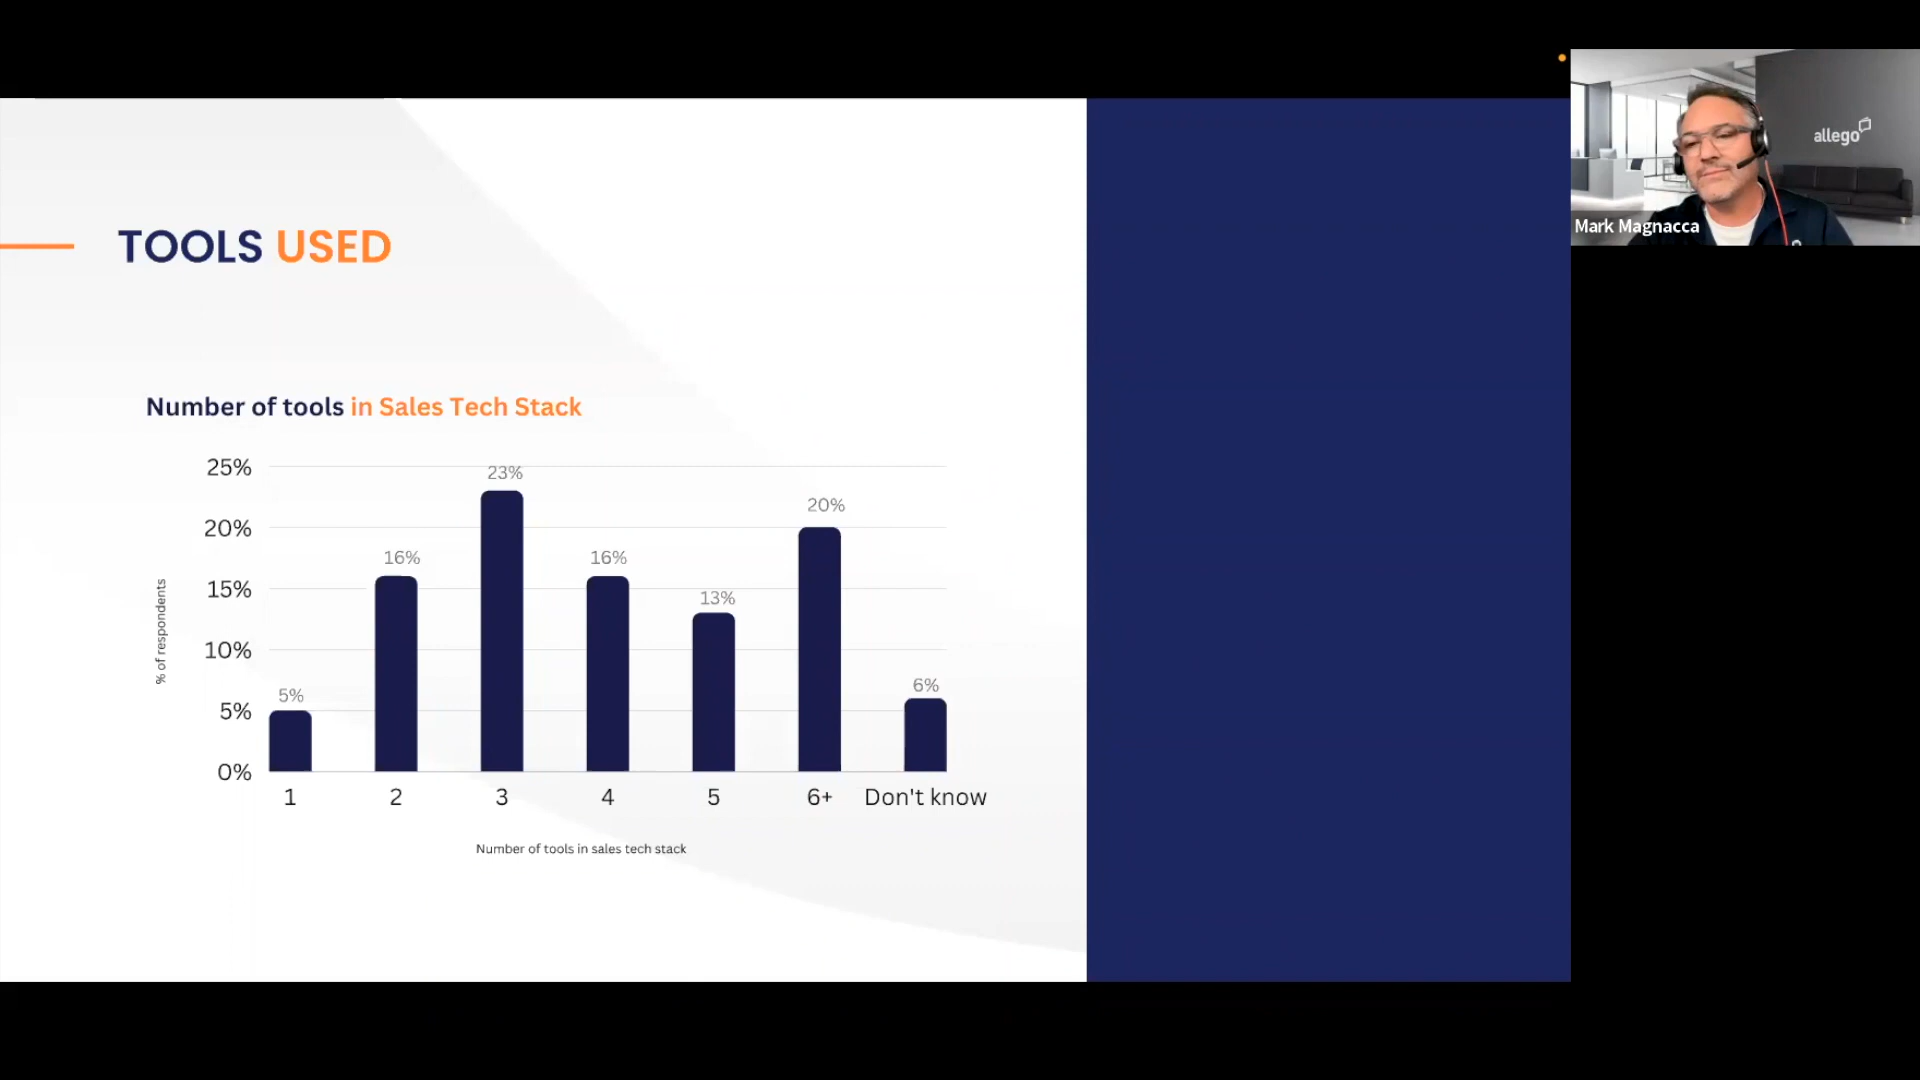 allego
Mark Magnacca
TOOLS USED
Number of tools in Sales Tech Stack
25%
20%
15%
10%
5%
0%
% of respondents
5%
16%
23%
16%
13%
20%
6%
1
2
3
4
5
6+
Don't know
Number of tools in sales tech stack